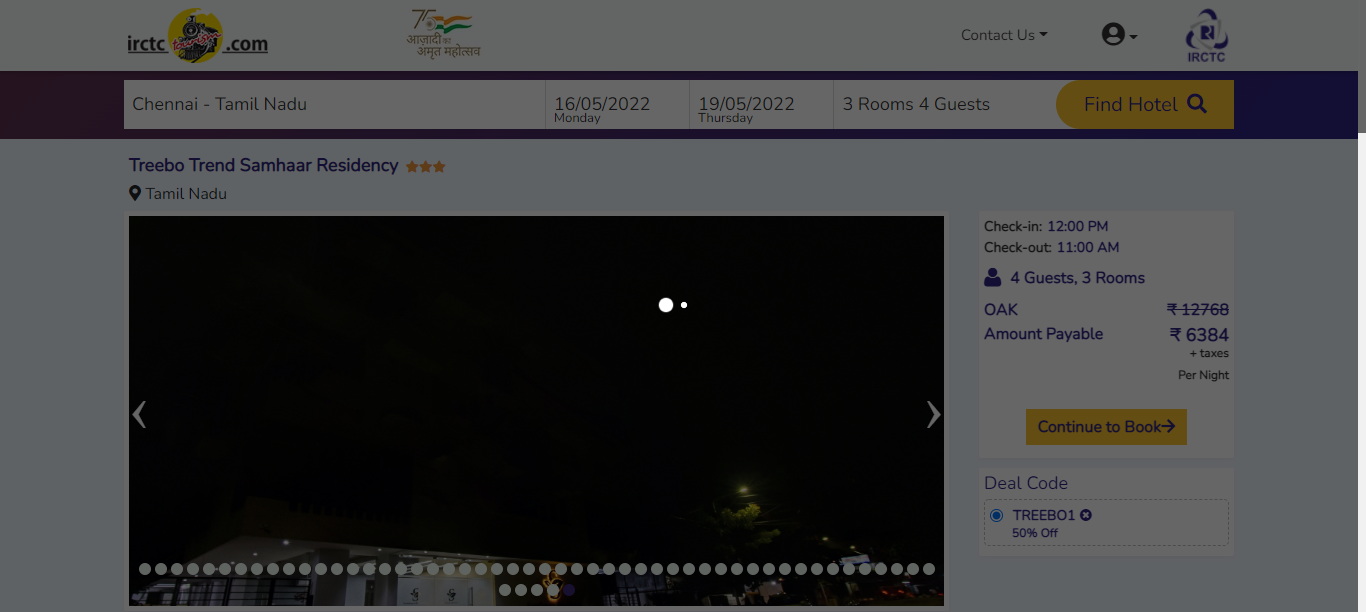 irctc tourism .com
75
आज़ादी का
अमृत महोत्सव
Contact Us
IRCTC
Chennai - Tamil Nadu
16/05/2022
Monday
19/05/2022
Thursday
3 Rooms 4 Guests
Find Hotel
Treebo Trend Samhaar Residency
Tamil Nadu
Check-in: 12:00 PM
Check-out: 11:00 AM
4 Guests, 3 Rooms
OAK ₹ 12768
Amount Payable ₹ 6384
+ taxes
Per Night
Continue to Book
Deal Code
TREEBO1
50% Off